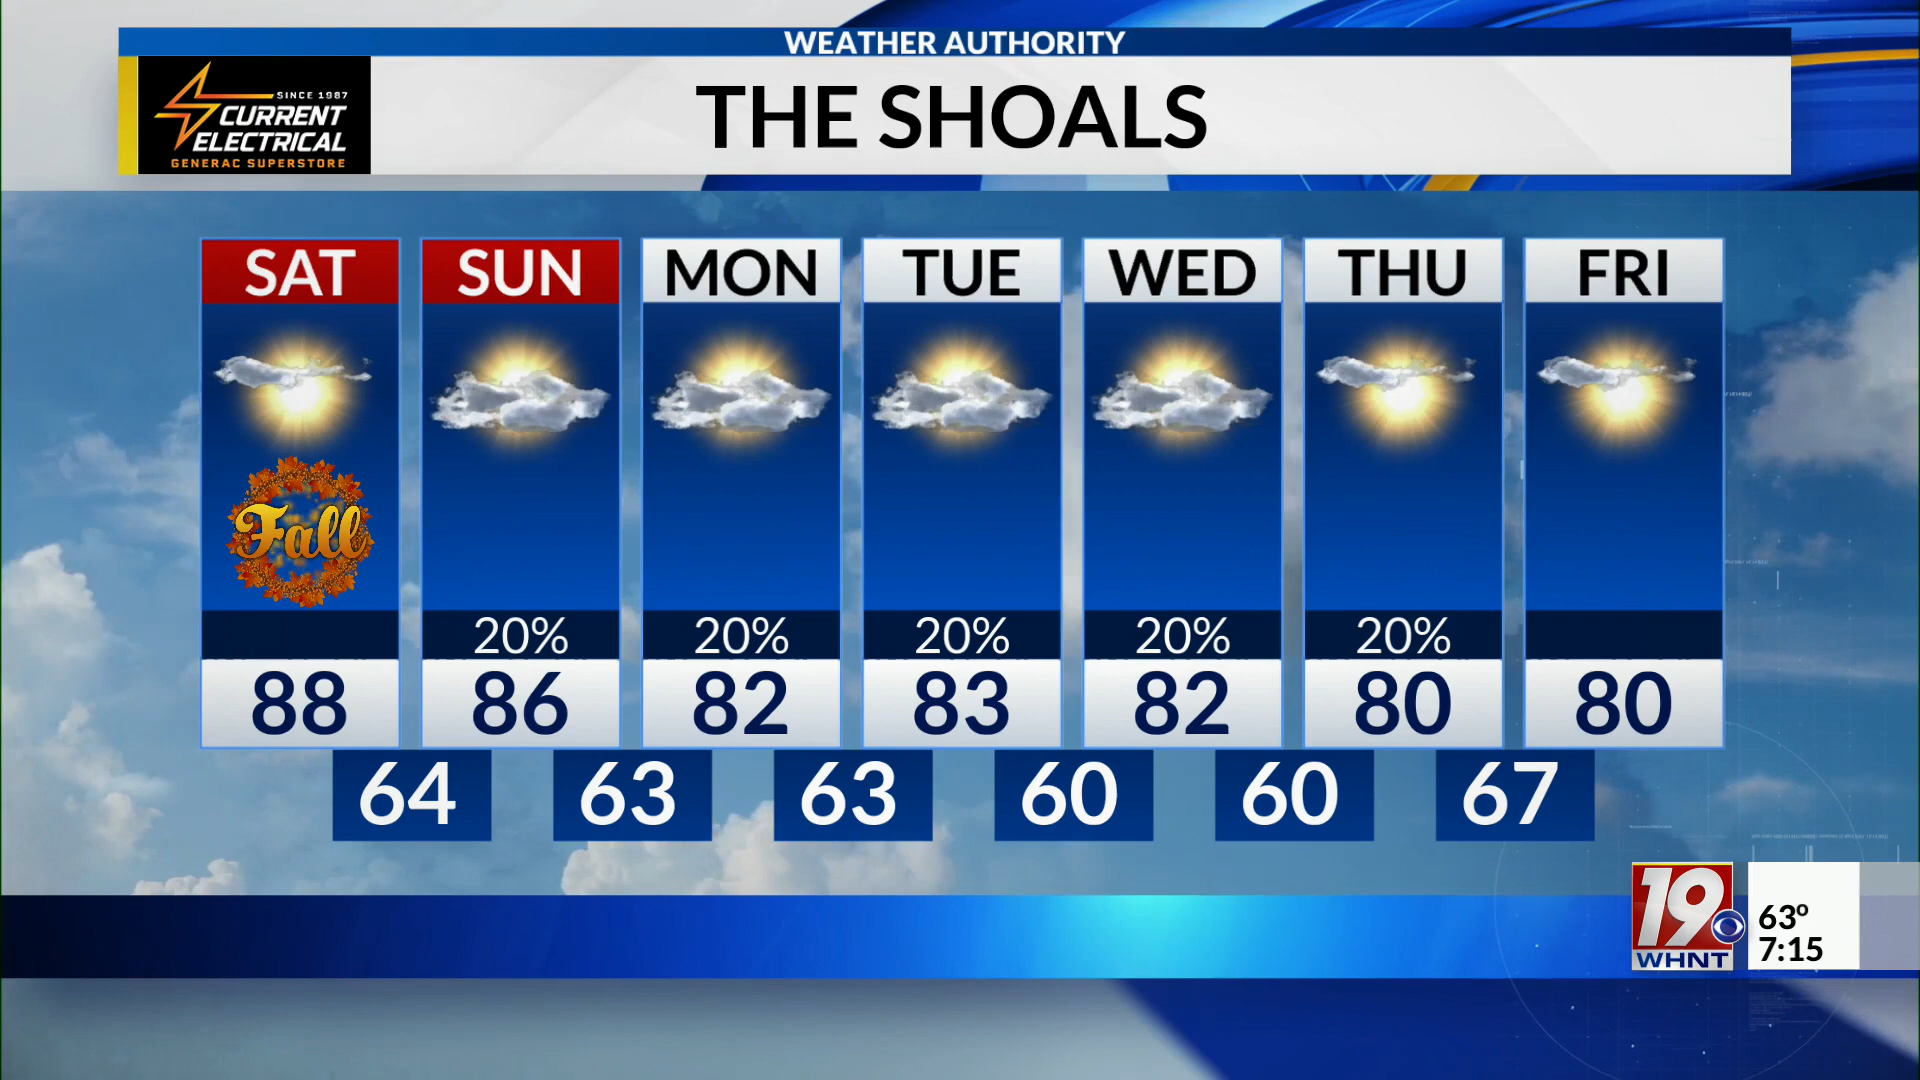 WEATHER AUTHORITY
SINCE 1987
CURRENT
ELECTRICAL
GENERAC SUPERSTORE
THE SHOALS
SAT SUN MON TUE WED THU FRI
Fall
20% 20% 20% 20% 20%
88 86 82 83 82 80 80
64 63 63 60 60 67
19
WHNT
63º
7:15